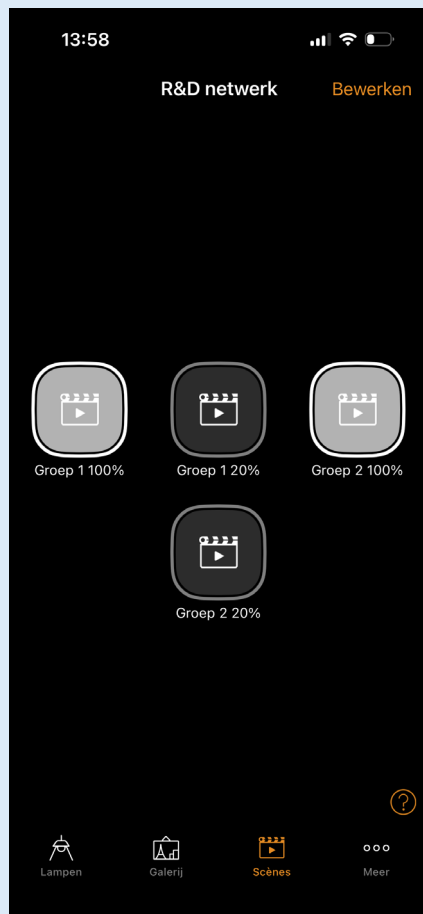 13:58
R&D netwerk
Bewerken
Groep 1 100%
Groep 1 20%
Groep 2 100%
Groep 2 20%
?
Lampen
Galerij
Scènes
Meer